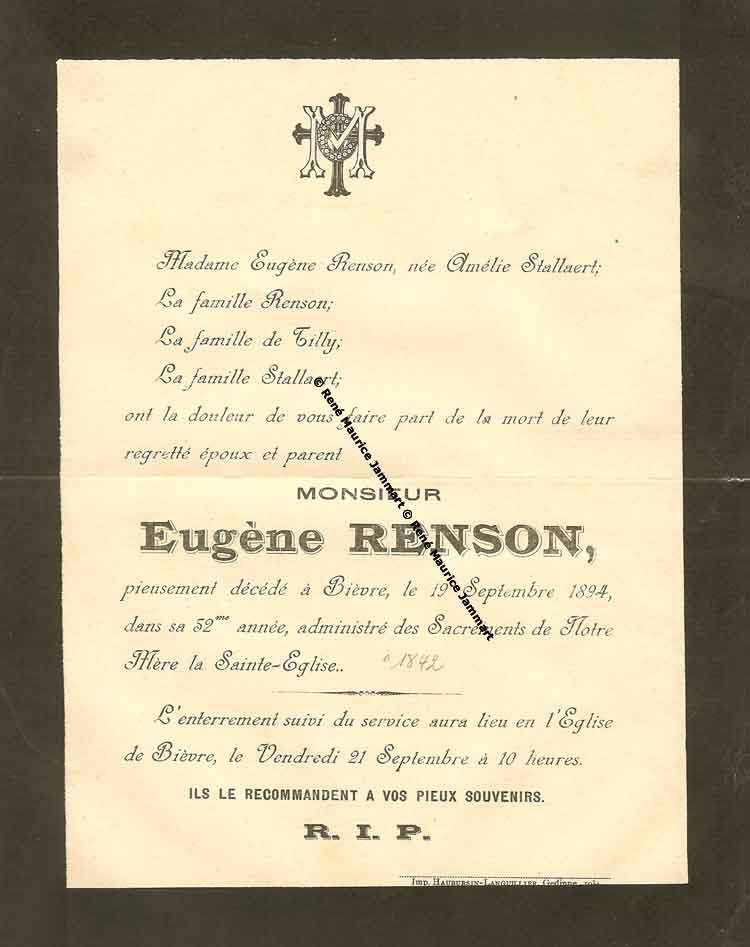 Madame Eugène Renson, née Amélie Stallaert;
La famille Renson;
La famille de Tilly;
La famille Stallaert;
ont la douleur de vous faire part de la mort de leur
regretté époux et parent
MONSIEUR
Eugène RENSON,
pieusement décédé à Bièvre, le 19 Septembre 1894,
dans sa 52me année, administré des Sacrements de Notre
Mère la Sainte-Eglise..
° 1842
L'enterrement suivi du service aura lieu en l'Eglise
de Bièvre, le Vendredi 21 Septembre à 10 heures.
ILS LE RECOMMANDENT A VOS PIEUX SOUVENIRS.
R. I. P.
Imp. Gedinne
© René Maurice Jammart © René Maurice Jammart